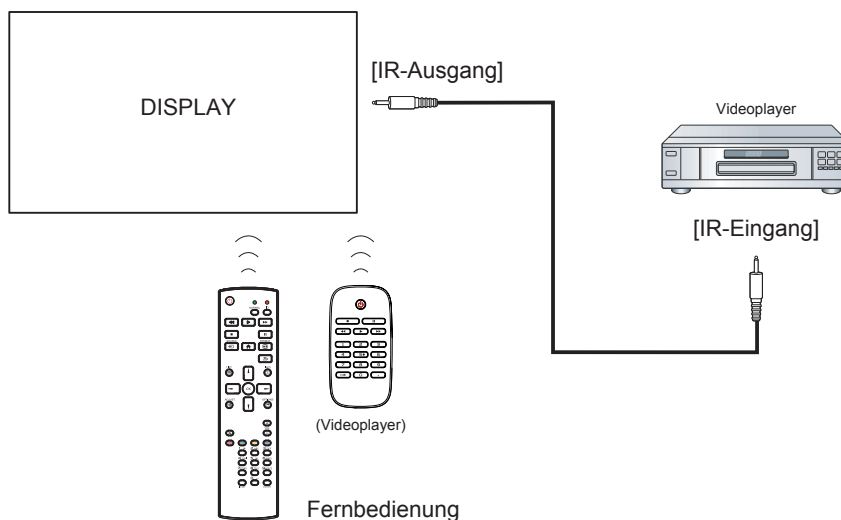 [IR-Ausgang]
DISPLAY
Videoplayer
[IR-Eingang]
(Videoplayer)
Fernbedienung